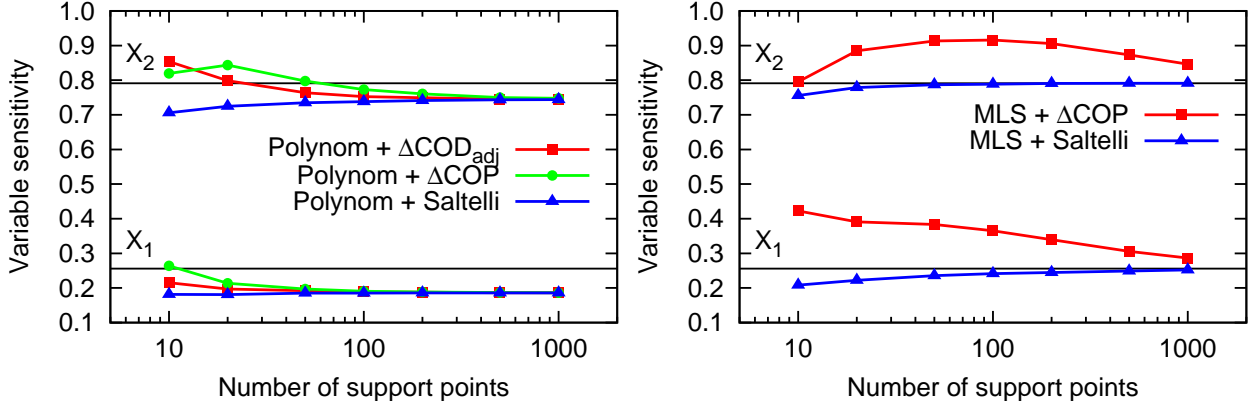 1.0
0.9
0.8
0.7
0.6
0.5
0.4
0.3
0.2
0.1
Variable sensitivity
X2
X1
Polynom + ΔCODadj
Polynom + ΔCOP
Polynom + Saltelli
10
100
1000
Number of support points
1.0
0.9
0.8
0.7
0.6
0.5
0.4
0.3
0.2
0.1
Variable sensitivity
X2
X1
MLS + ΔCOP
MLS + Saltelli
10
100
1000
Number of support points